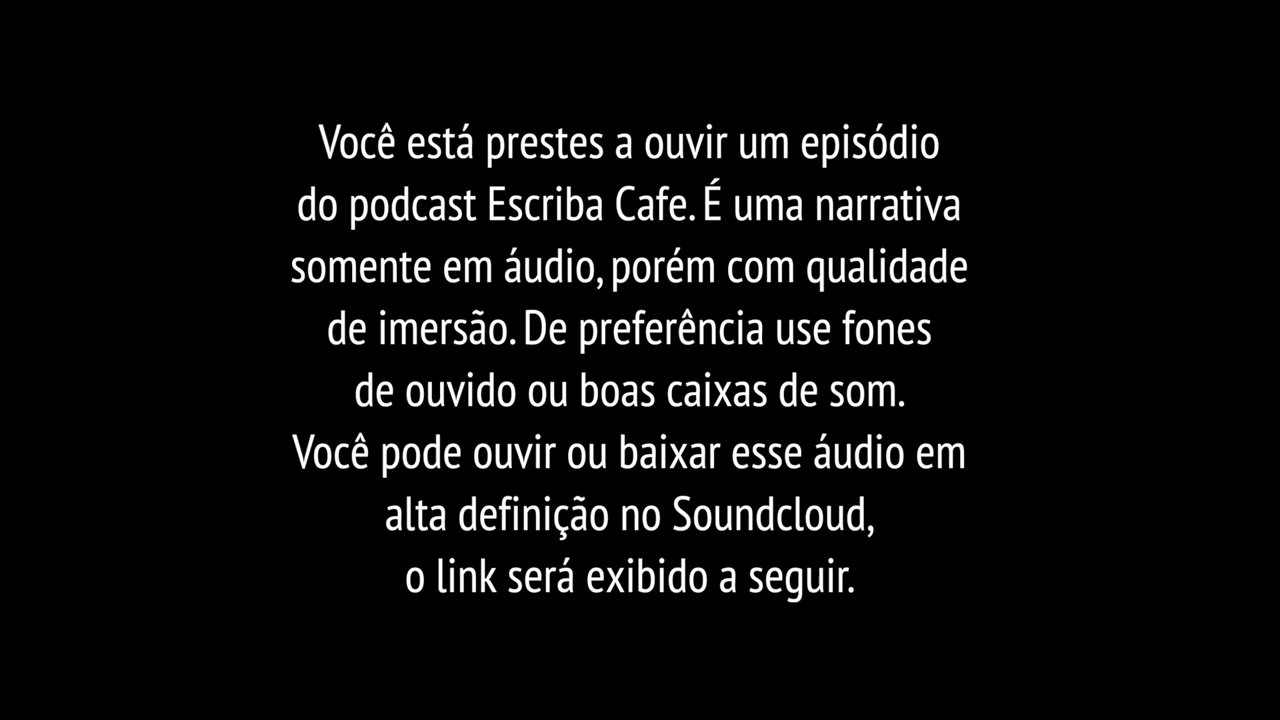 Você está prestes a ouvir um episódio
do podcast Escriba Cafe. É uma narrativa
somente em áudio, porém com qualidade
de imersão. De preferência use fones
de ouvido ou boas caixas de som.
Você pode ouvir ou baixar esse áudio em
alta definição no Soundcloud,
o link será exibido a seguir.